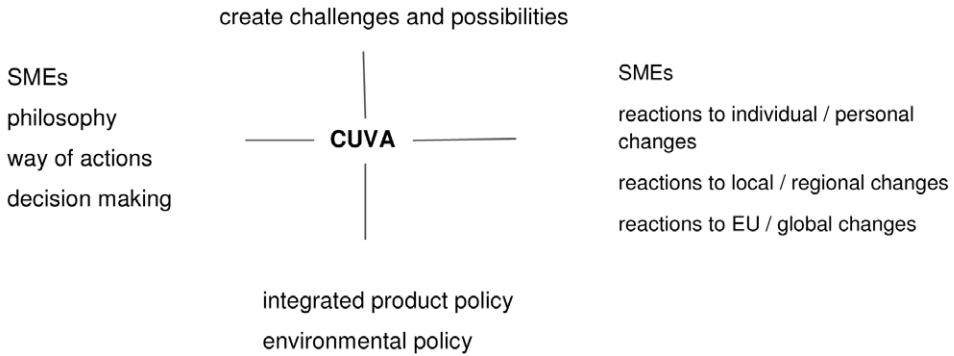 create challenges and possibilities
SMEs
philosophy
way of actions
decision making
CUVA
SMEs
reactions to individual / personal
changes
reactions to local / regional changes
reactions to EU / global changes
integrated product policy
environmental policy